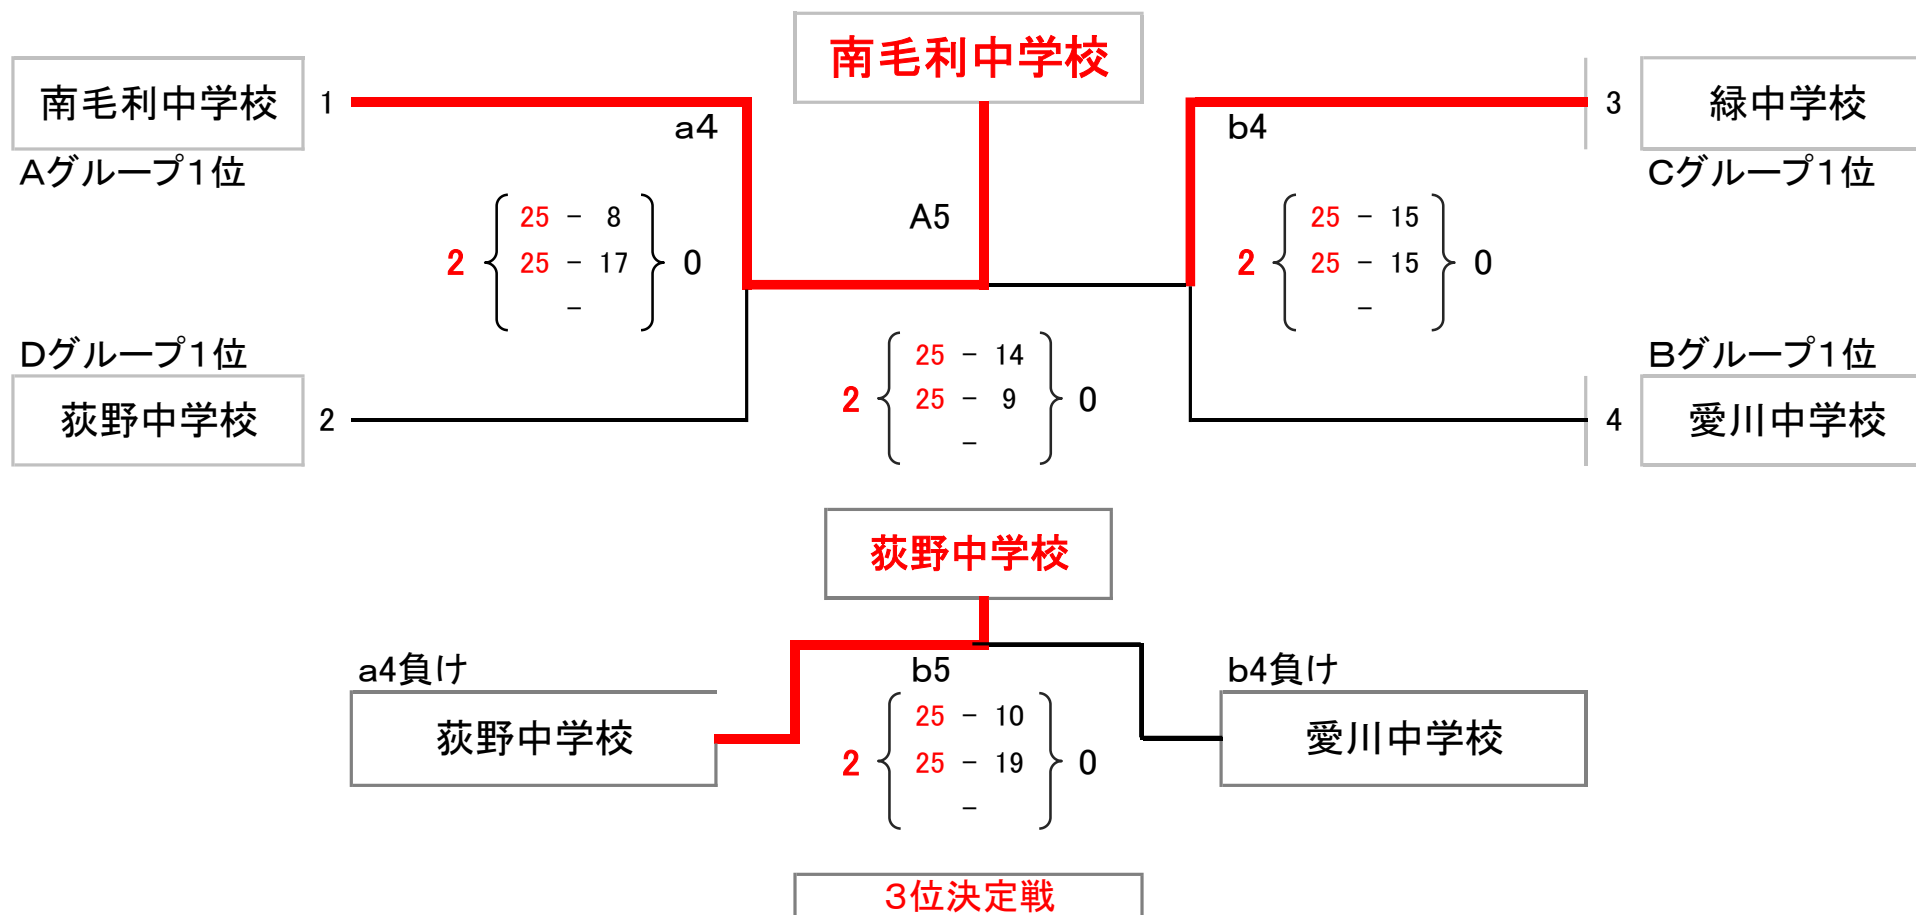 南毛利中学校
南毛利中学校 1
a4
b4
3 緑中学校
Aグループ1位
Cグループ1位
25 - 8
2 25 - 17 0
-
A5
25 - 15
2 25 - 15 0
-
Dグループ1位
Bグループ1位
荻野中学校 2
4 愛川中学校
25 - 14
2 25 - 9 0
-
荻野中学校
a4負け
b5
b4負け
荻野中学校
愛川中学校
25 - 10
2 25 - 19 0
-
3位決定戦